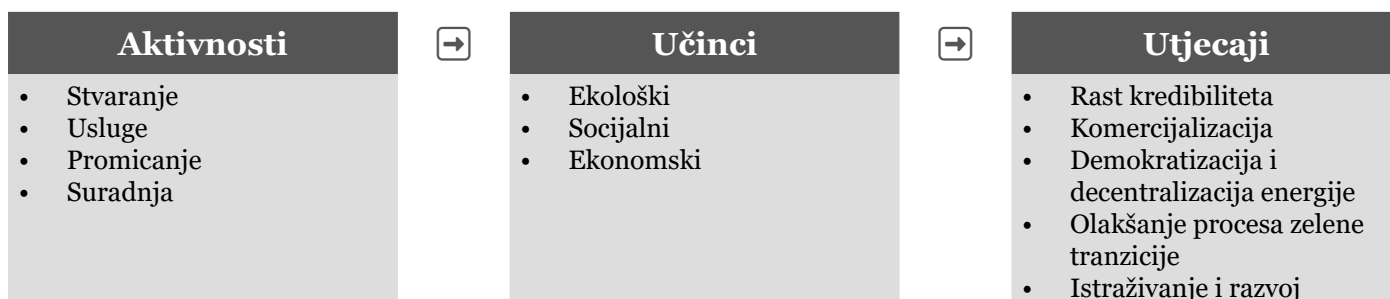 Aktivnosti
• Stvaranje
• Usluge
• Promicanje
• Suradnja
Učinci
• Ekološki
• Socijalni
• Ekonomski
Utjecaji
• Rast kredibiliteta
• Komercijalizacija
• Demokratizacija i
decentralizacija energije
• Olakšanje procesa zelene
tranzicije
• Istraživanje i razvoj